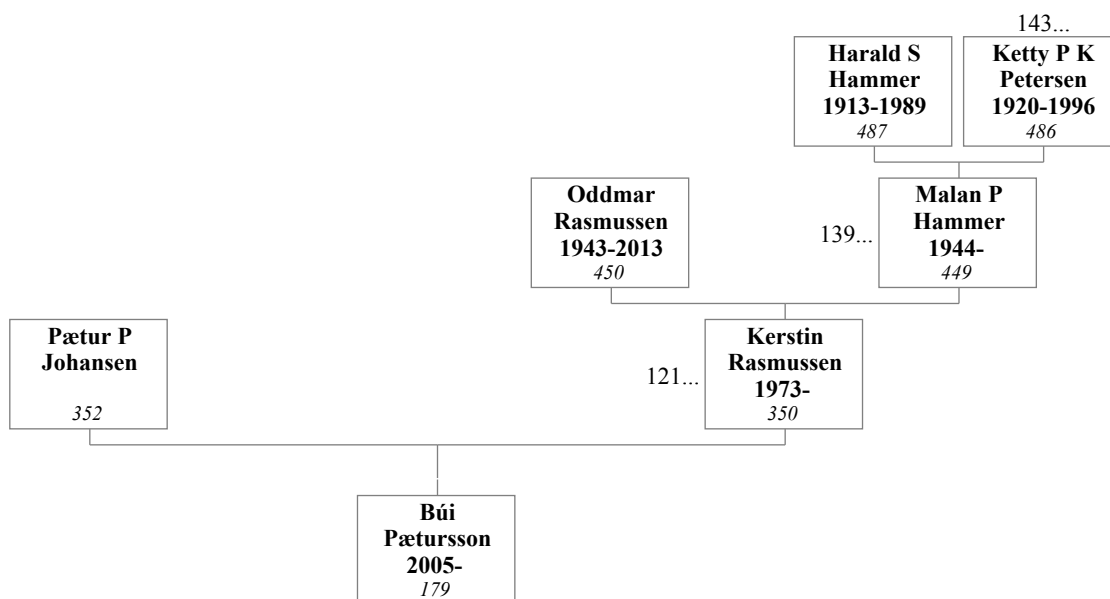 143...
Harald S
Hammer
1913-1989
487
Ketty P K
Petersen
1920-1996
486
Oddmar
Rasmussen
1943-2013
450
139...
Malan P
Hammer
1944-
449
Pætur P
Johansen
352
121...
Kerstin
Rasmussen
1973-
350
Búi
Pætursson
2005-
179